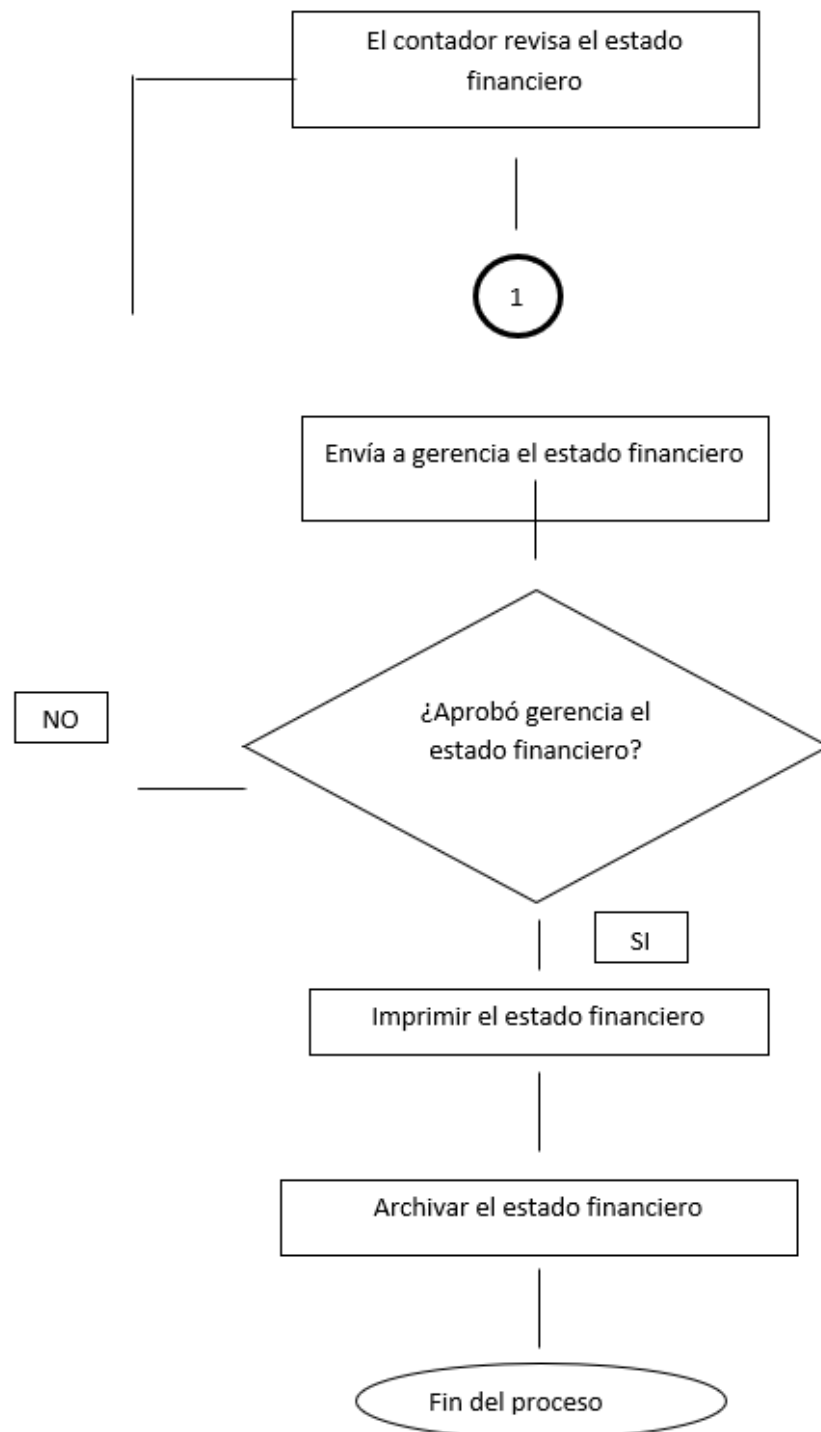 El contador revisa el estado
financiero
1
Envía a gerencia el estado financiero
¿Aprobó gerencia el
estado financiero?
NO
SI
Imprimir el estado financiero
Archivar el estado financiero
Fin del proceso